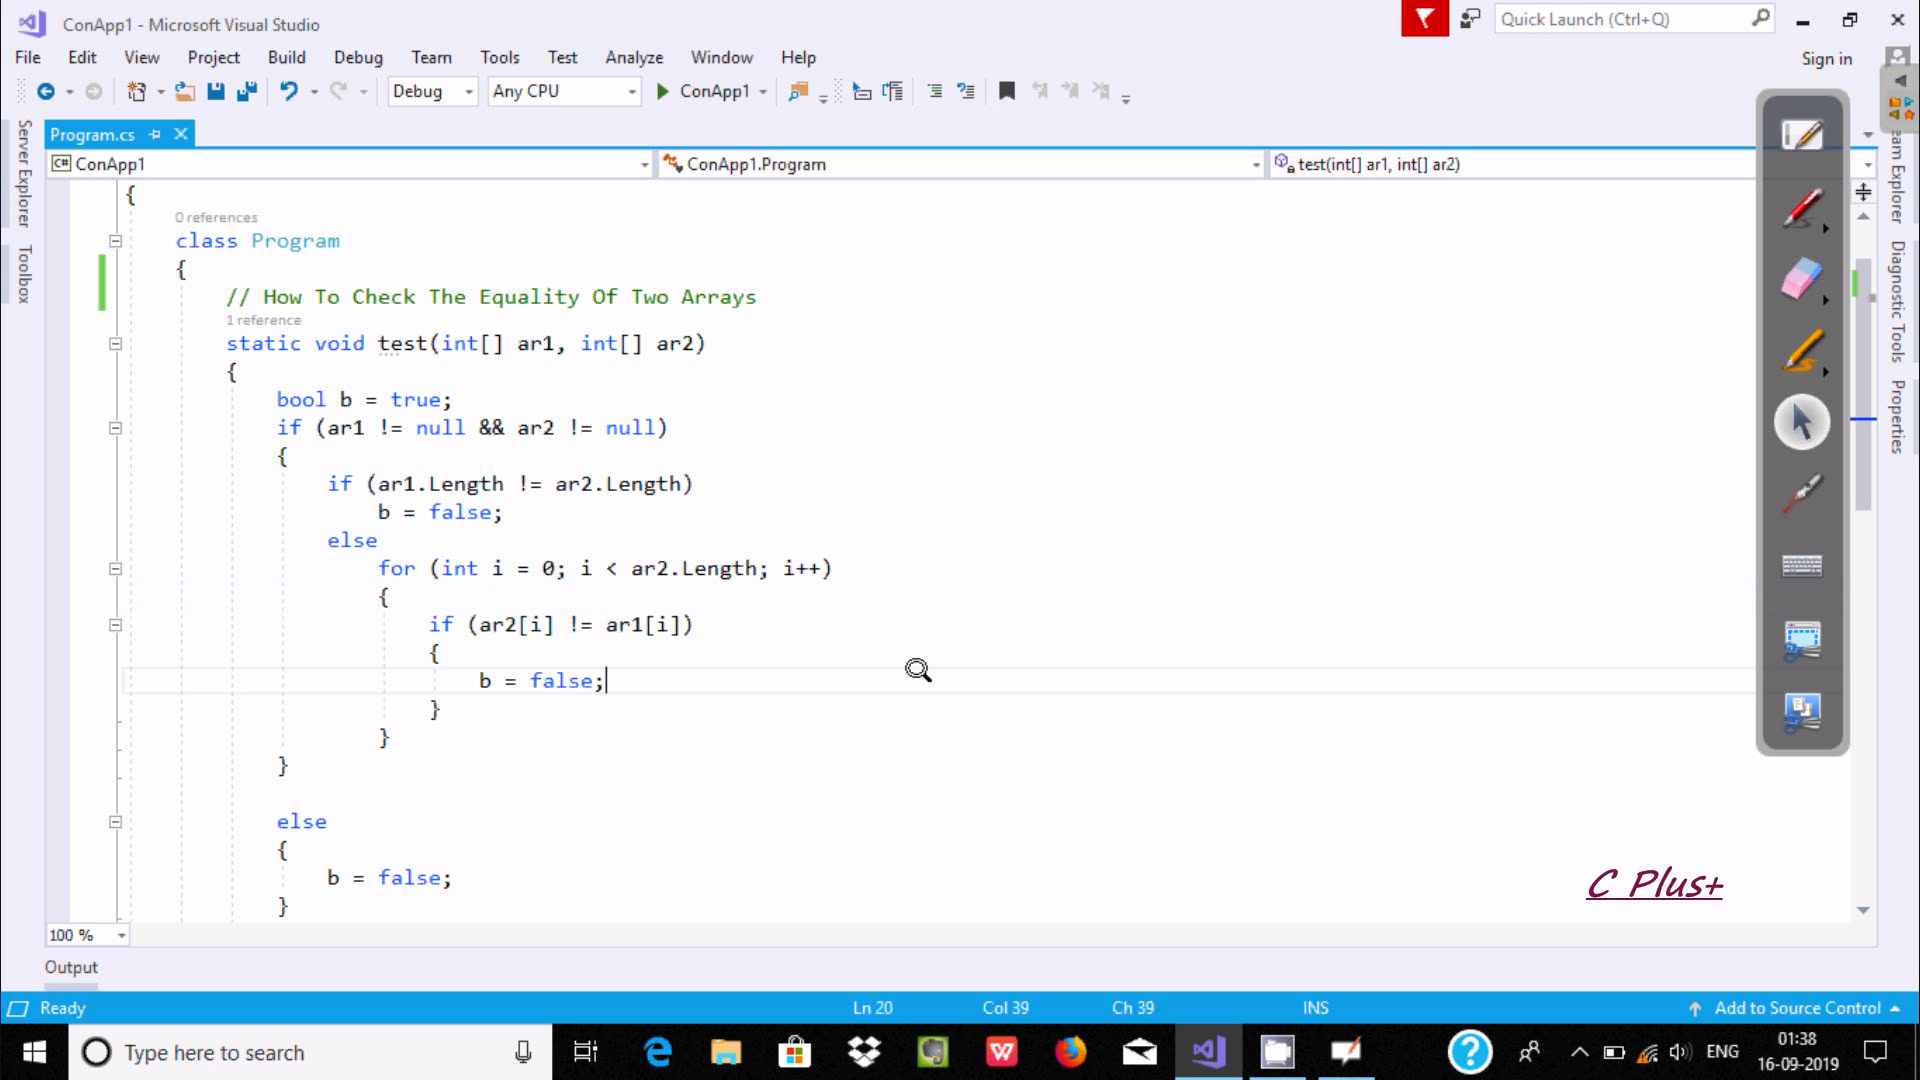 ConApp1 - Microsoft Visual Studio
Quick Launch (Ctrl+Q)
File Edit View Project Build Debug Team Tools Test Analyze Window Help
Sign in
Debug Any CPU ConApp1
Program.cs
C# ConApp1 ConApp1.Program test(int[] ar1, int[] ar2)
Server Explorer
Toolbox
eam Explorer
Diagnostic Tools
Properties
{
0 references
class Program
{
// How To Check The Equality Of Two Arrays
1 reference
static void test(int[] ar1, int[] ar2)
{
bool b = true;
if (ar1 != null && ar2 != null)
{
if (ar1.Length != ar2.Length)
b = false;
else
for (int i = 0; i < ar2.Length; i++)
{
if (ar2[i] != ar1[i])
{
b = false;
}
}
}
else
{
b = false;
}
C Plus+
100 %
Output
Ready Ln 20 Col 39 Ch 39 INS Add to Source Control
Type here to search
ENG
01:38
16-09-2019